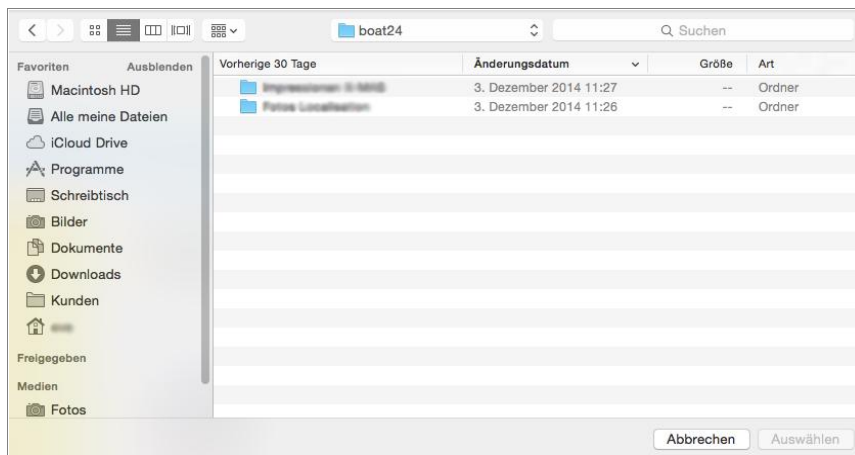 boat24
Suchen
Favoriten Ausblenden
Macintosh HD
Alle meine Dateien
iCloud Drive
Programme
Schreibtisch
Bilder
Dokumente
Downloads
Kunden
Freigegeben
Medien
Fotos
Vorherige 30 Tage Änderungsdatum Größe Art
3. Dezember 2014 11:27 -- Ordner
3. Dezember 2014 11:26 -- Ordner
Abbrechen Auswählen